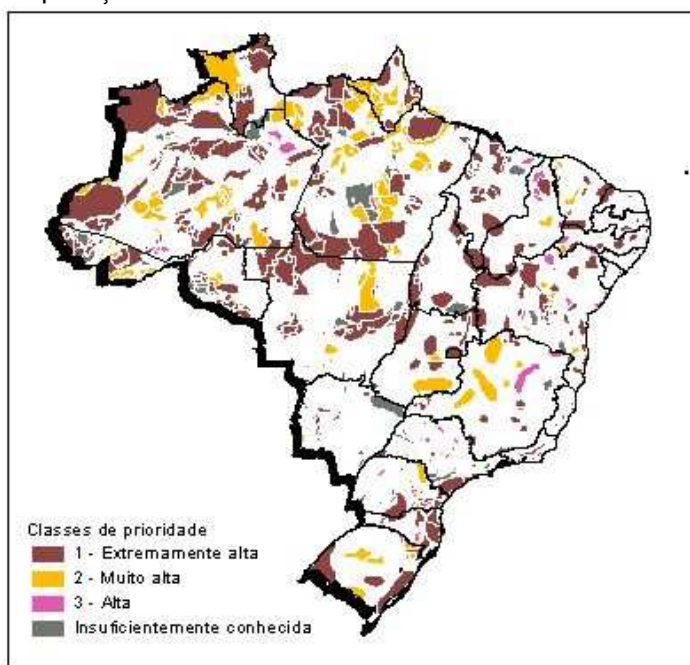 Classes de prioridade
1 - Extremamente alta
2 - Muito alta
3 - Alta
Insuficientemente conhecida